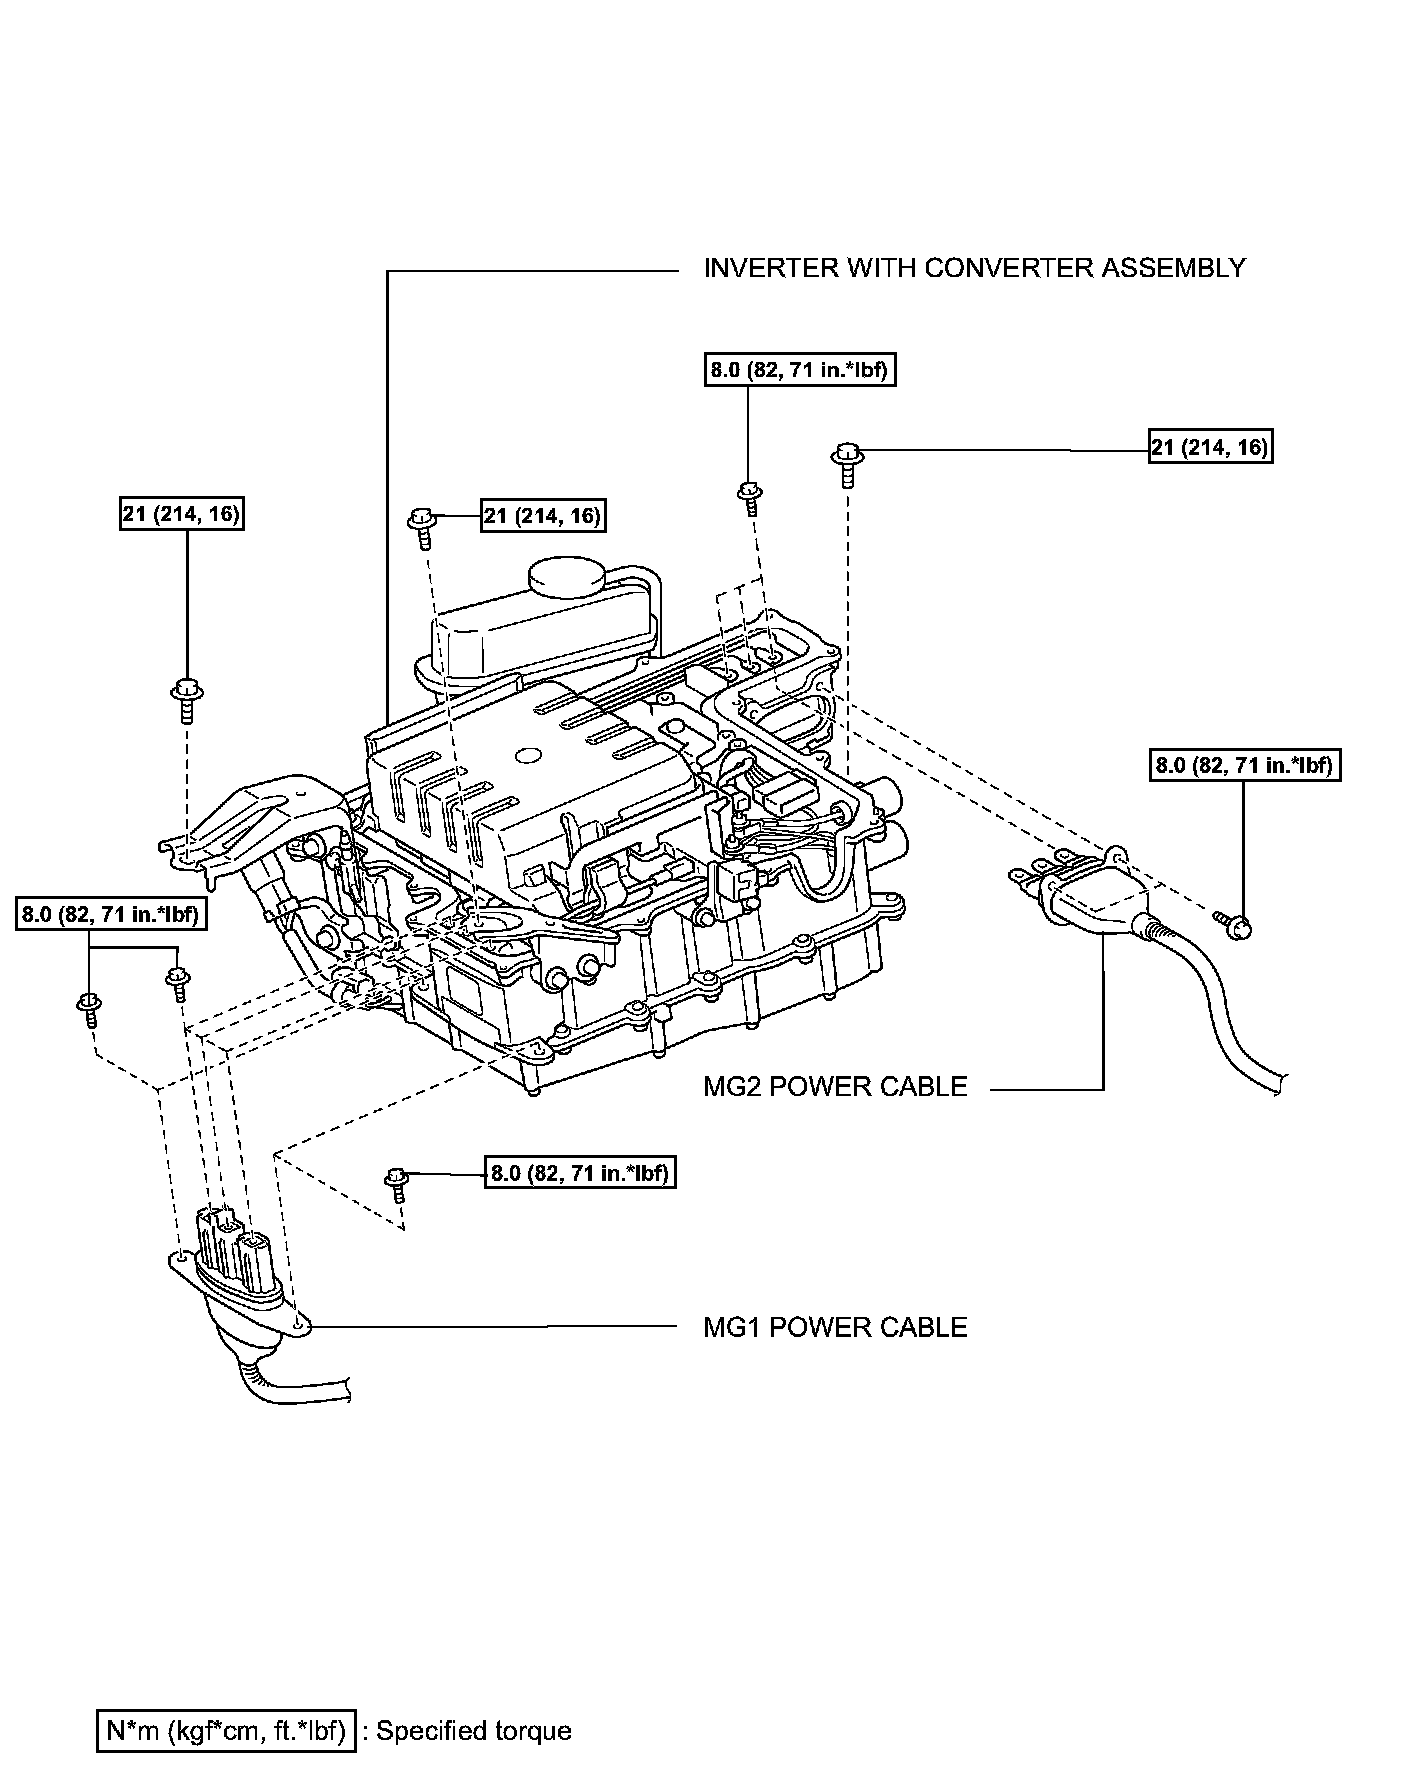 INVERTER WITH CONVERTER ASSEMBLY
8.0 (82, 71 in.*lbf)
21 (214, 16)
21 (214, 16)
21 (214, 16)
8.0 (82, 71 in.*lbf)
8.0 (82, 71 in.*lbf)
MG2 POWER CABLE
8.0 (82, 71 in.*lbf)
MG1 POWER CABLE
N*m (kgf*cm, ft.*lbf) : Specified torque